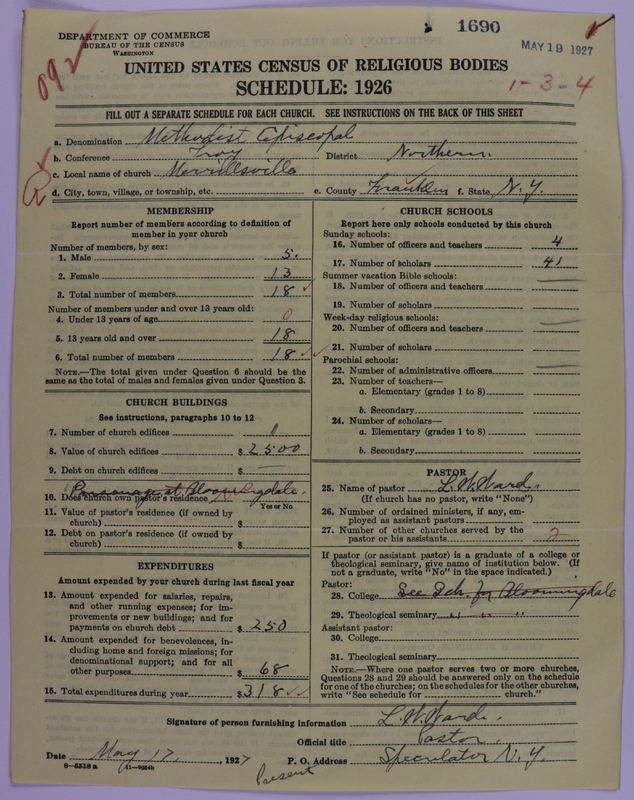 DEPARTMENT OF COMMERCE
BUREAU OF THE CENSUS
WASHINGTON
1690
MAY 19 1927
092
1-3-4
UNITED STATES CENSUS OF RELIGIOUS BODIES
SCHEDULE: 1926
FILL OUT A SEPARATE SCHEDULE FOR EACH CHURCH. SEE INSTRUCTIONS ON THE BACK OF THIS SHEET
a. Denomination Methodist Episcopal
b. Conference Troy District Northern
c. Local name of church Merrillsville
d. City, town, village, or township, etc. e. County Franklin f. State N.Y.
MEMBERSHIP
Report number of members according to definition of
member in your church
Number of members, by sex:
1. Male 5
2. Female 13
3. Total number of members 18
Number of members under and over 13 years old:
4. Under 13 years of age 0
5. 13 years old and over 18
6. Total number of members 18
NOTE.—The total given under Question 6 should be the
same as the total of males and females given under Question 3.
CHURCH BUILDINGS
See instructions, paragraphs 10 to 12
7. Number of church edifices 1
8. Value of church edifices $ 2500
9. Debt on church edifices $ —
Parsonage at Bloomingdale
10. Does church own pastor's residence
Yes or No
11. Value of pastor's residence (if owned by
church) $
12. Debt on pastor's residence (if owned by
church) $
EXPENDITURES
Amount expended by your church during last fiscal year
13. Amount expended for salaries, repairs,
and other running expenses; for im-
provements or new buildings; and for
payments on church debt $ 250
14. Amount expended for benevolences, in-
cluding home and foreign missions; for
denominational support; and for all
other purposes $ 68
15. Total expenditures during year $ 318
CHURCH SCHOOLS
Report here only schools conducted by this church
Sunday schools:
16. Number of officers and teachers 4
17. Number of scholars 41
Summer vacation Bible schools:
18. Number of officers and teachers —
19. Number of scholars
Week-day religious schools:
20. Number of officers and teachers —
21. Number of scholars
Parochial schools:
22. Number of administrative officers —
23. Number of teachers—
a. Elementary (grades 1 to 8)
b. Secondary
24. Number of scholars—
a. Elementary (grades 1 to 8)
b. Secondary
PASTOR
25. Name of pastor L. W. Ward
(If church has no pastor, write "None")
26. Number of ordained ministers, if any, em-
ployed as assistant pastors
27. Number of other churches served by the
pastor or his assistants 2
If pastor (or assistant pastor) is a graduate of a college or
theological seminary, give name of institution below. (If
not a graduate, write "No" in the space indicated.)
Pastor:
28. College See Sch. for Bloomingdale
29. Theological seminary " " "
Assistant pastor:
30. College
31. Theological seminary
NOTE.—Where one pastor serves two or more churches,
Questions 28 and 29 should be answered only on the schedule
for one of the churches; on the schedules for the other churches,
write "See schedule for church."
Signature of person furnishing information L. W. Ward.
Official title Pastor.
Date May 17, 1927 Present P. O. Address Speculator N.Y.
8-5518 a 11-9034b